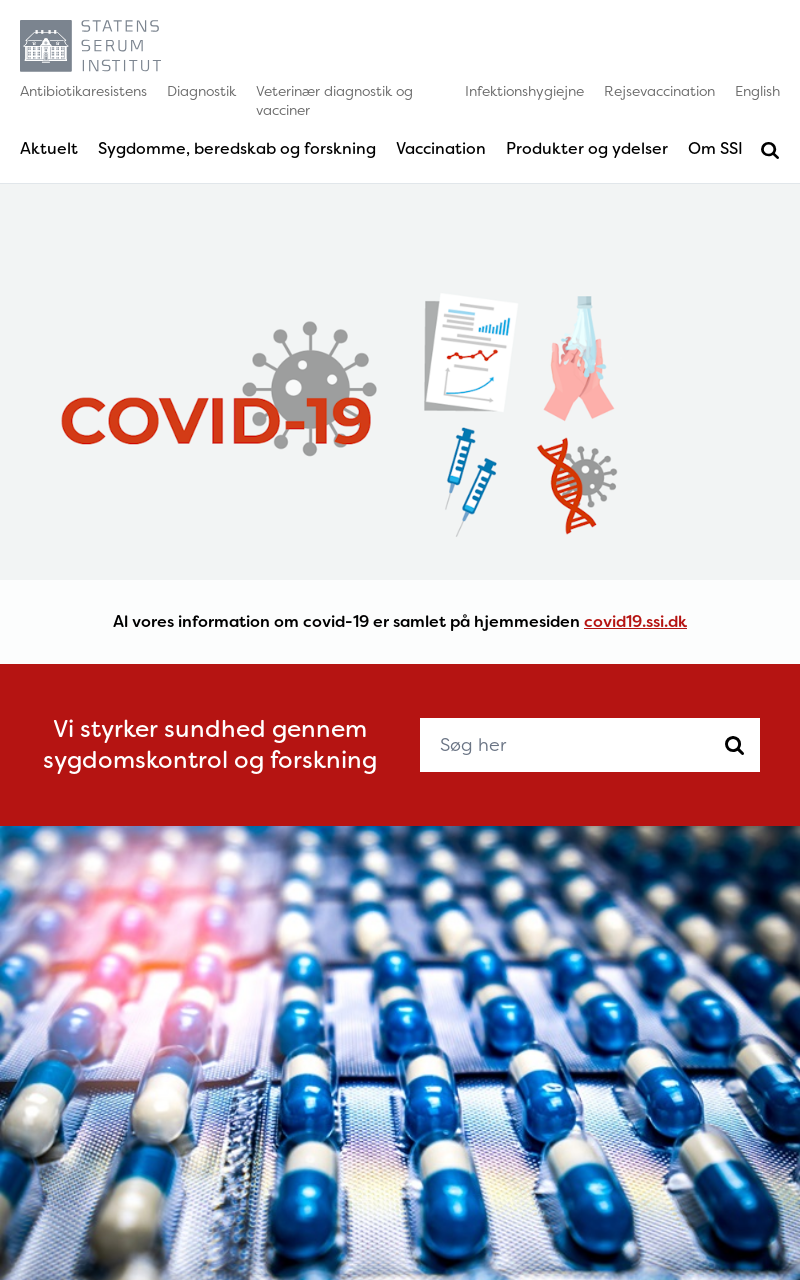 STATENS
SERUM
INSTITUT
Antibiotikaresistens
Diagnostik
Veterinær diagnostik og
vacciner
Infektionshygiejne
Rejsevaccination
English
Aktuelt
Sygdomme, beredskab og forskning
Vaccination
Produkter og ydelser
Om SSI
COVID-19
Al vores information om covid-19 er samlet på hjemmesiden covid19.ssi.dk
Vi styrker sundhed gennem
sygdomskontrol og forskning
Søg her